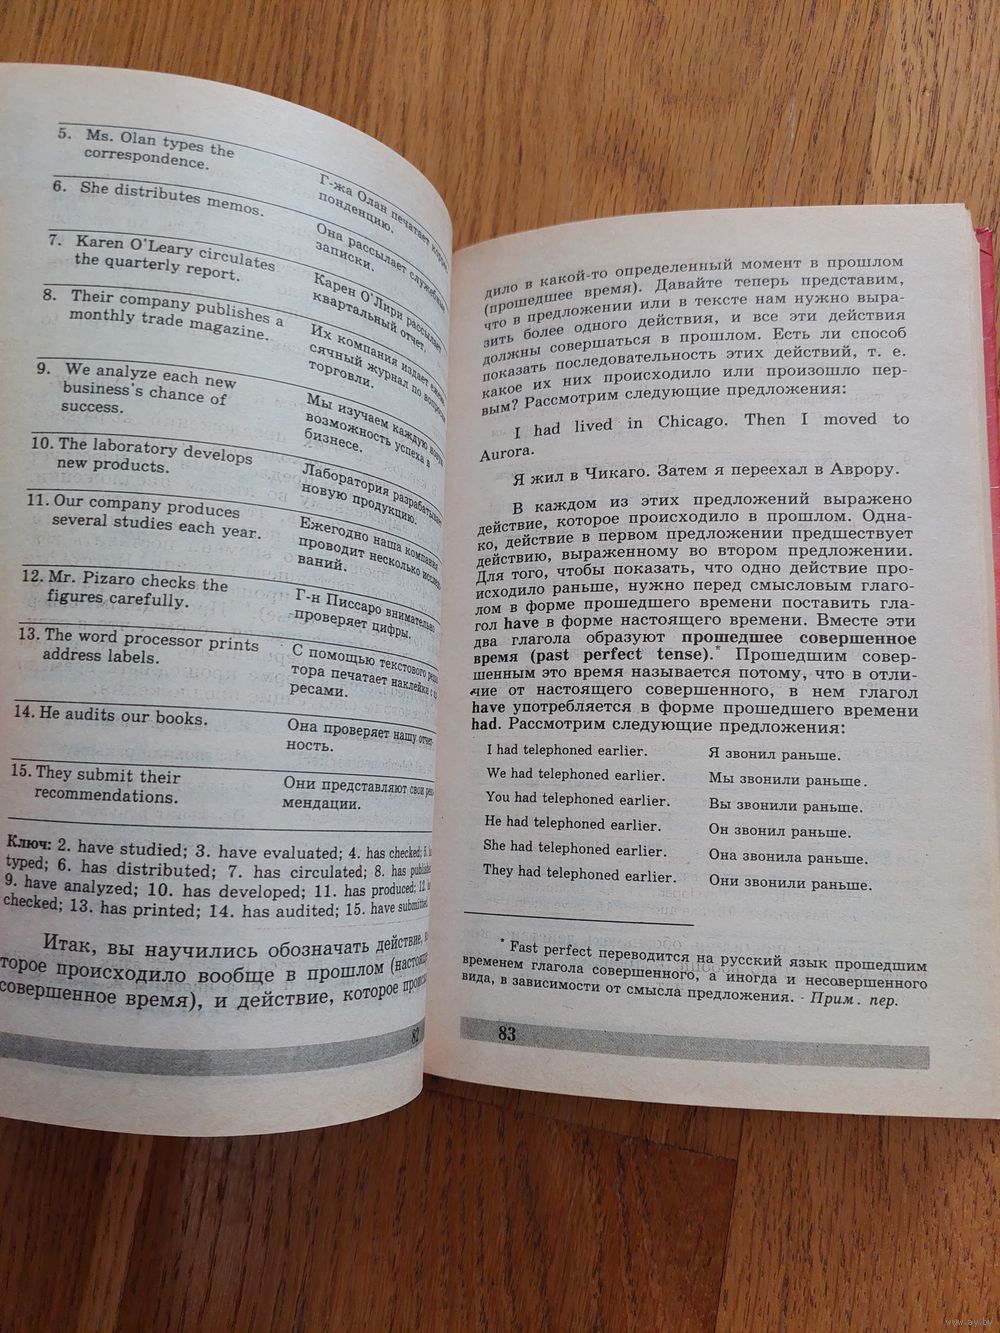 5. Ms. Olan types the
correspondence.
Г-жа Олан печатает
понденцию.
6. She distributes memos.
Она рассылает служебные
записки.
7. Karen O'Leary circulates
the quarterly report.
Карен О'Лири рассылает
квартальный отчет.
8. Their company publishes a
monthly trade magazine.
Их компания издает
сячный журнал по вопросам
торговли.
9. We analyze each new
business's chance of
success.
Мы изучаем каждую
возможность успеха в
бизнесе.
10. The laboratory develops
new products.
Лаборатория разрабатывает
новую продукцию.
11. Our company produces
several studies each year.
Ежегодно наша компания
проводит несколько
ваний.
12. Mr. Pizaro checks the
figures carefully.
Г-н Писсаро внимательно
проверяет цифры.
13. The word processor prints
address labels.
С помощью текстового
тора печатает наклейки с
ресами.
14. He audits our books.
Она проверяет нашу отчет-
ность.
15. They submit their
recommendations.
Они представляют свои
мендации.
Ключ: 2. have studied; 3. have evaluated; 4. has checked; 5.
typed; 6. has distributed; 7. has circulated; 8. has
9. have analyzed; 10. has developed; 11. has produced; 12.
checked; 13. has printed; 14. has audited; 15. have submitted.
Итак, вы научились обозначать действие,
торое происходило вообще в прошлом
совершенное время), и действие, которое
82
дило в какой-то определенный момент в прошлом
(прошедшее время). Давайте теперь представим,
что в предложении или в тексте нам нужно выра-
зить более одного действия, и все эти действия
должны совершаться в прошлом. Есть ли способ
показать последовательность этих действий, т. е.
какое их них происходило или произошло пер-
вым? Рассмотрим следующие предложения:
I had lived in Chicago. Then I moved to
Aurora.
Я жил в Чикаго. Затем я переехал в Аврору.
В каждом из этих предложений выражено
действие, которое происходило в прошлом. Одна-
ко, действие в первом предложении предшествует
действию, выраженному во втором предложении.
Для того, чтобы показать, что одно действие про-
исходило раньше, нужно перед смысловым глаго-
лом в форме прошедшего времени поставить гла-
гол have в форме настоящего времени. Вместе эти
два глагола образуют прошедшее совершенное
время (past perfect tense).* Прошедшим совер-
шенным это время называется потому, что в отли-
чие от настоящего совершенного, в нем глагол
have употребляется в форме прошедшего времени
had. Рассмотрим следующие предложения:
I had telephoned earlier. Я звонил раньше.
We had telephoned earlier. Мы звонили раньше.
You had telephoned earlier. Вы звонили раньше.
He had telephoned earlier. Он звонил раньше.
She had telephoned earlier. Она звонила раньше.
They had telephoned earlier. Они звонили раньше.
* Fast perfect переводится на русский язык прошедшим
временем глагола совершенного, а иногда и несовершенного
вида, в зависимости от смысла предложения. - Прим. пер.
83
www.ay.by